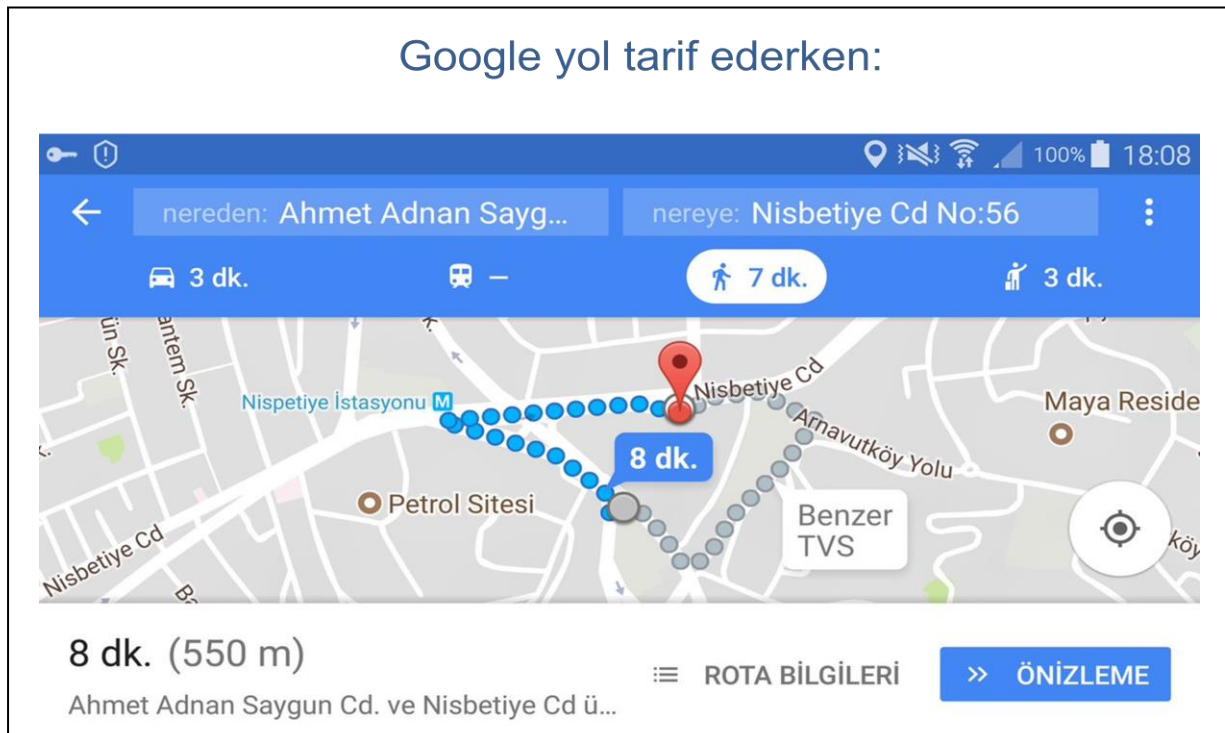 Google yol tarif ederken:
100% 18:08
nereden: Ahmet Adnan Sayg... nereye: Nisbetiye Cd No:56
3 dk. – 7 dk. 3 dk.
ün Sk.
antem Sk.
Nispetiye İstasyonu M
Nisbetiye Cd
Maya Reside
Arnavutköy Yolu
8 dk.
Petrol Sitesi
Benzer
TVS
köy
Nisbetiye Cd
8 dk. (550 m)
ROTA BİLGİLERİ
ÖNİZLEME
Ahmet Adnan Saygun Cd. ve Nisbetiye Cd ü...